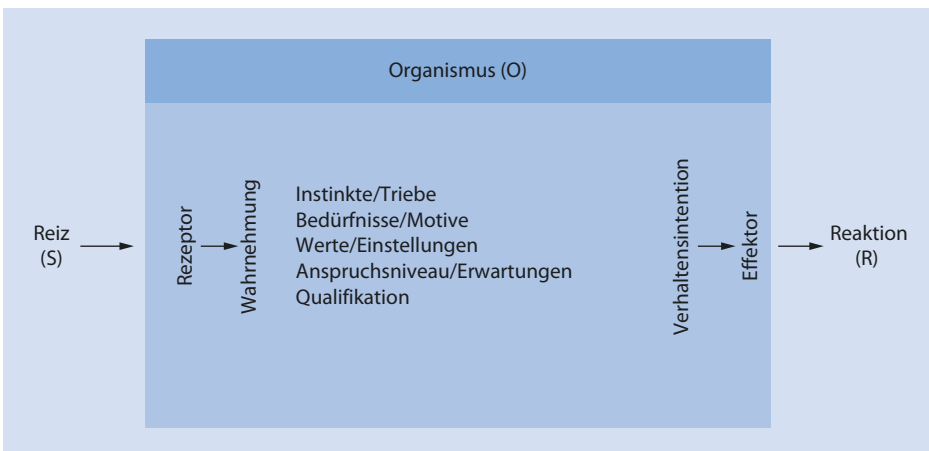 Organismus (O)
Reiz
(S)
Rezeptor
Wahrnehmung
Instinkte/Triebe
Bedürfnisse/Motive
Werte/Einstellungen
Anspruchsniveau/Erwartungen
Qualifikation
Verhaltensintention
Effektor
Reaktion
(R)